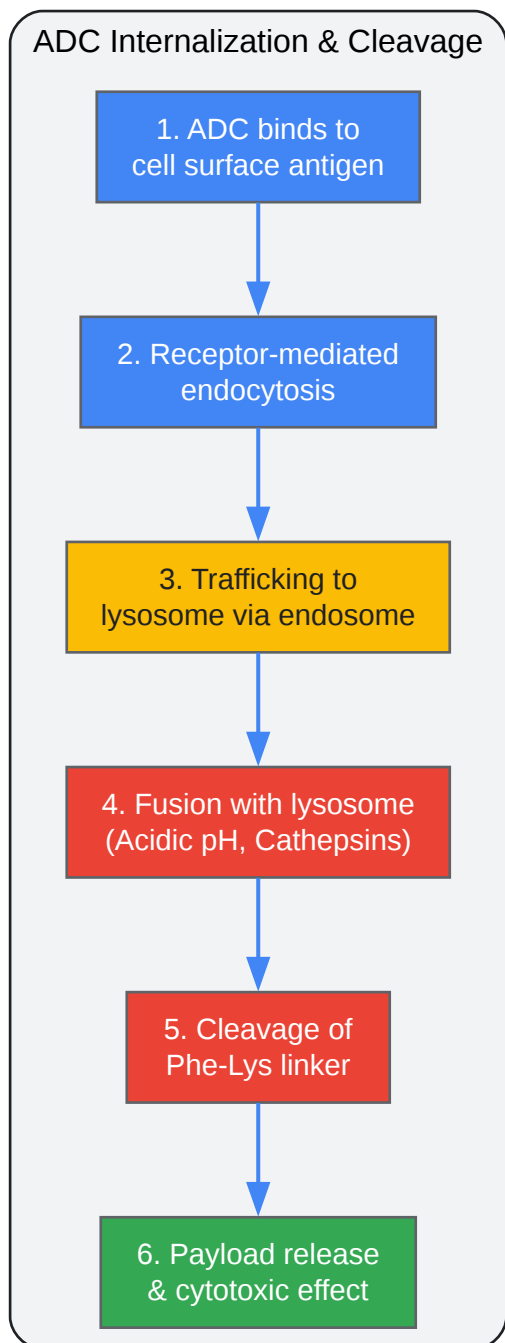 ADC Internalization & Cleavage
1. ADC binds to
cell surface antigen
2. Receptor-mediated
endocytosis
3. Trafficking to
lysosome via endosome
4. Fusion with lysosome
(Acidic pH, Cathepsins)
5. Cleavage of
Phe-Lys linker
6. Payload release
& cytotoxic effect